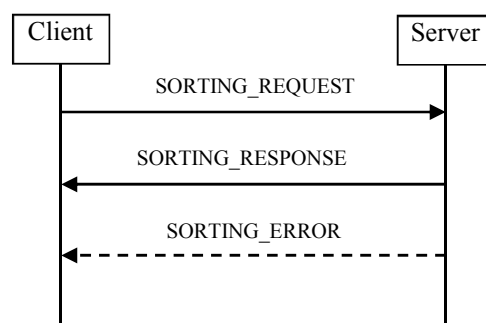 Client
Server
SORTING_REQUEST
SORTING_RESPONSE
SORTING_ERROR